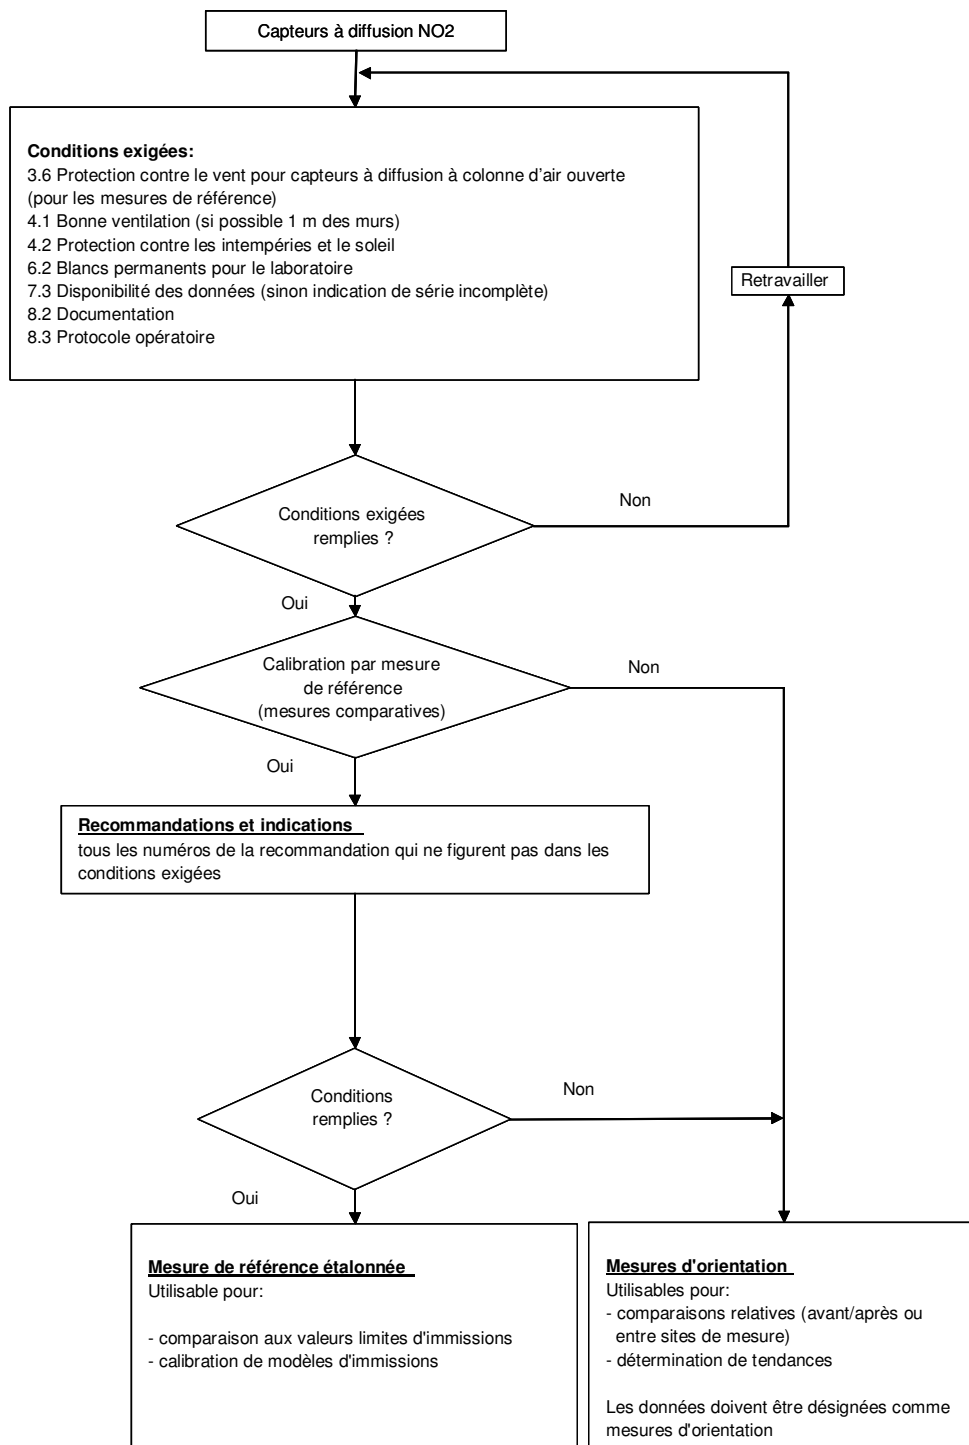 Capteurs à diffusion NO2
Conditions exigées:
3.6 Protection contre le vent pour capteurs à diffusion à colonne d'air ouverte
(pour les mesures de référence)
4.1 Bonne ventilation (si possible 1 m des murs)
4.2 Protection contre les intempéries et le soleil
6.2 Blancs permanents pour le laboratoire
7.3 Disponibilité des données (sinon indication de série incomplète)
8.2 Documentation
8.3 Protocole opératoire
Retravailler
Conditions exigées
remplies ?
Non
Oui
Calibration par mesure
de référence
(mesures comparatives)
Non
Oui
Recommandations et indications
tous les numéros de la recommandation qui ne figurent pas dans les
conditions exigées
Conditions
remplies ?
Non
Oui
Mesure de référence étalonnée
Utilisable pour:
- comparaison aux valeurs limites d'immissions
- calibration de modèles d'immissions
Mesures d'orientation
Utilisables pour:
- comparaisons relatives (avant/après ou
entre sites de mesure)
- détermination de tendances
Les données doivent être désignées comme
mesures d'orientation